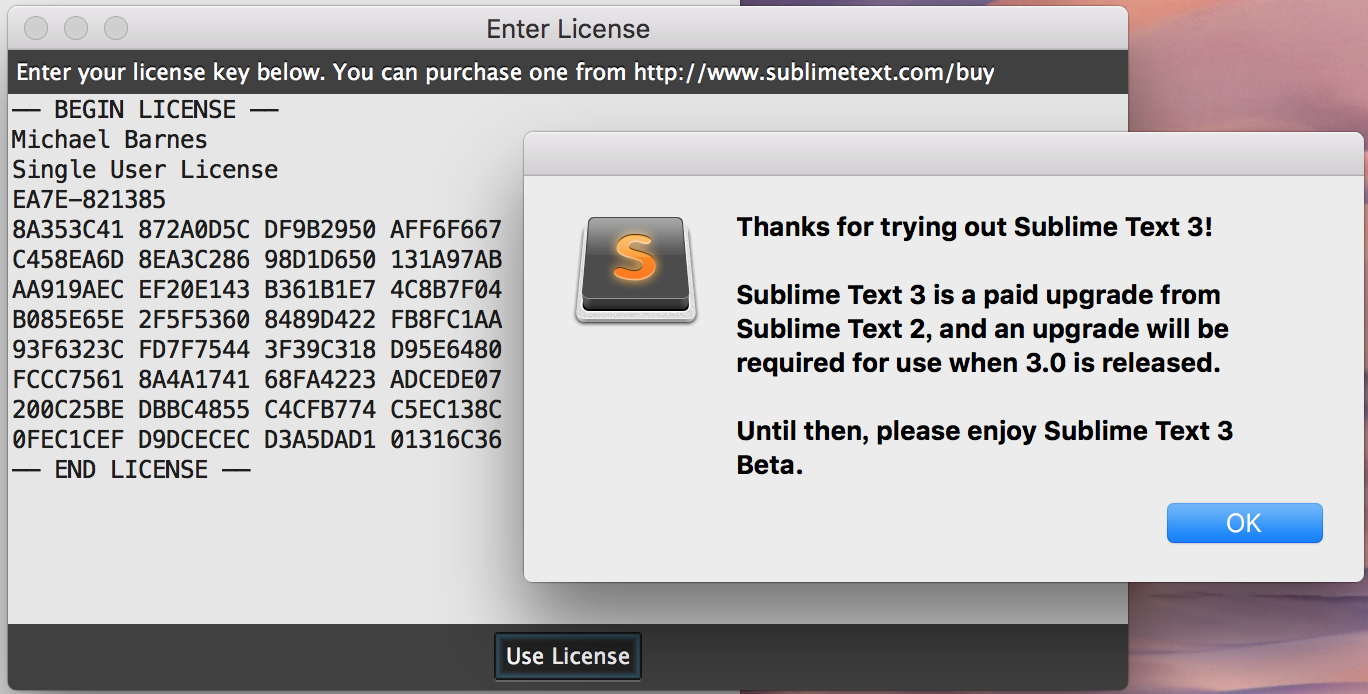 Enter License
Enter your license key below. You can purchase one from http://www.sublimetext.com/buy
—— BEGIN LICENSE ——
Michael Barnes
Single User License
EA7E-821385
8A353C41 872A0D5C DF9B2950 AFF6F667
C458EA6D 8EA3C286 98D1D650 131A97AB
AA919AEC EF20E143 B361B1E7 4C8B7F04
B085E65E 2F5F5360 8489D422 FB8FC1AA
93F6323C FD7F7544 3F39C318 D95E6480
FCCC7561 8A4A1741 68FA4223 ADCEDE07
200C25BE DBBC4855 C4CFB774 C5EC138C
0FEC1CEF D9DCECEC D3A5DAD1 01316C36
—— END LICENSE ——
Use License
S
Thanks for trying out Sublime Text 3!
Sublime Text 3 is a paid upgrade from
Sublime Text 2, and an upgrade will be
required for use when 3.0 is released.
Until then, please enjoy Sublime Text 3
Beta.
OK